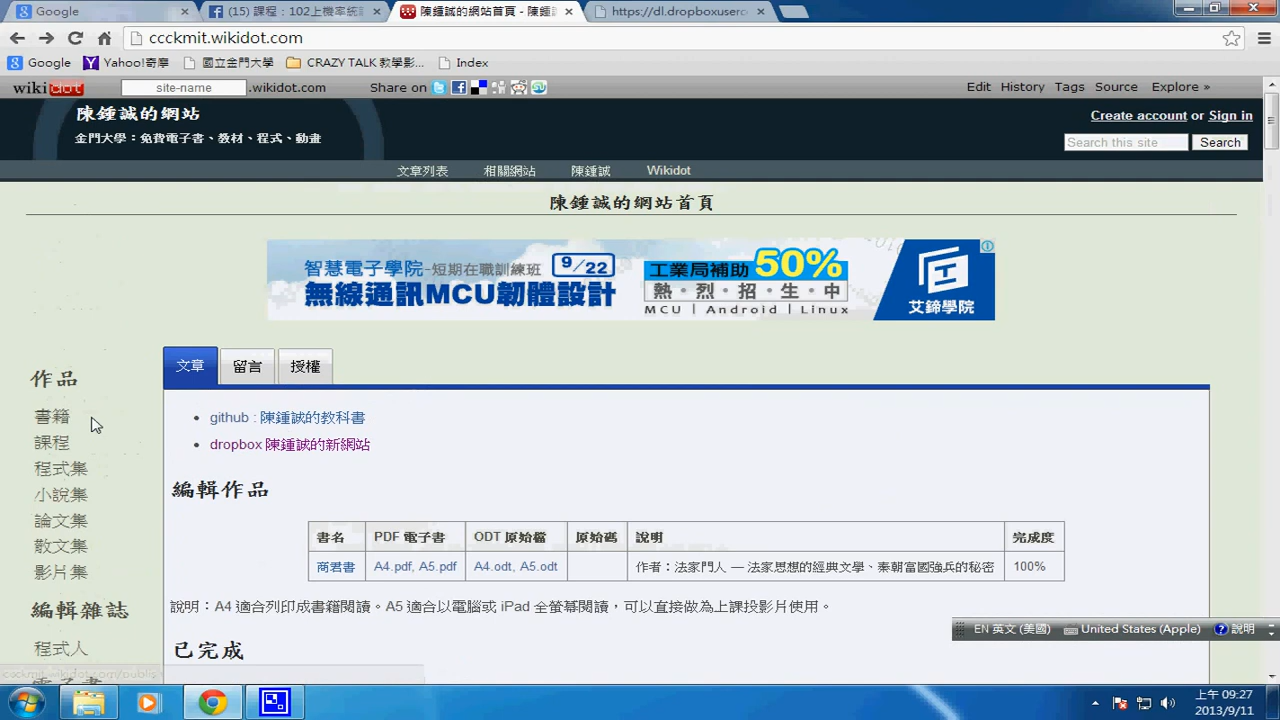 Google
(15) 課程：102上機率統
陳鍾誠的網站首頁 - 陳鍾
https://dl.dropboxuserc
ccckmit.wikidot.com
Google
Yahoo!奇摩
國立金門大學
CRAZY TALK 教學影...
Index
wikidot
site-name .wikidot.com
Share on
Edit History Tags Source Explore »
陳鍾誠的網站
金門大學：免費電子書、教材、程式、動畫
Create account or Sign in
Search this site Search
文章列表 相關網站 陳鍾誠 Wikidot
陳鍾誠的網站首頁
智慧電子學院-短期在職訓練班 9/22
無線通訊MCU韌體設計
工業局補助50%
熱・烈・招・生・中
MCU | Android | Linux
艾鍗學院
作品
書籍
課程
程式集
小說集
論文集
散文集
影片集
編輯雜誌
程式人
文章 留言 授權
github : 陳鍾誠的教科書
dropbox 陳鍾誠的新網站
編輯作品
書名 PDF 電子書 ODT 原始檔 原始碼 說明 完成度
商君書 A4.pdf, A5.pdf A4.odt, A5.odt 作者：法家門人 — 法家思想的經典文學、秦朝富國強兵的秘密 100%
說明：A4 適合列印成書籍閱讀。A5 適合以電腦或 iPad 全螢幕閱讀，可以直接做為上課投影片使用。
已完成
EN 英文 (美國) United States (Apple) 說明
ccckmit.wikidot.com/public
上午 09:27
2013/9/11